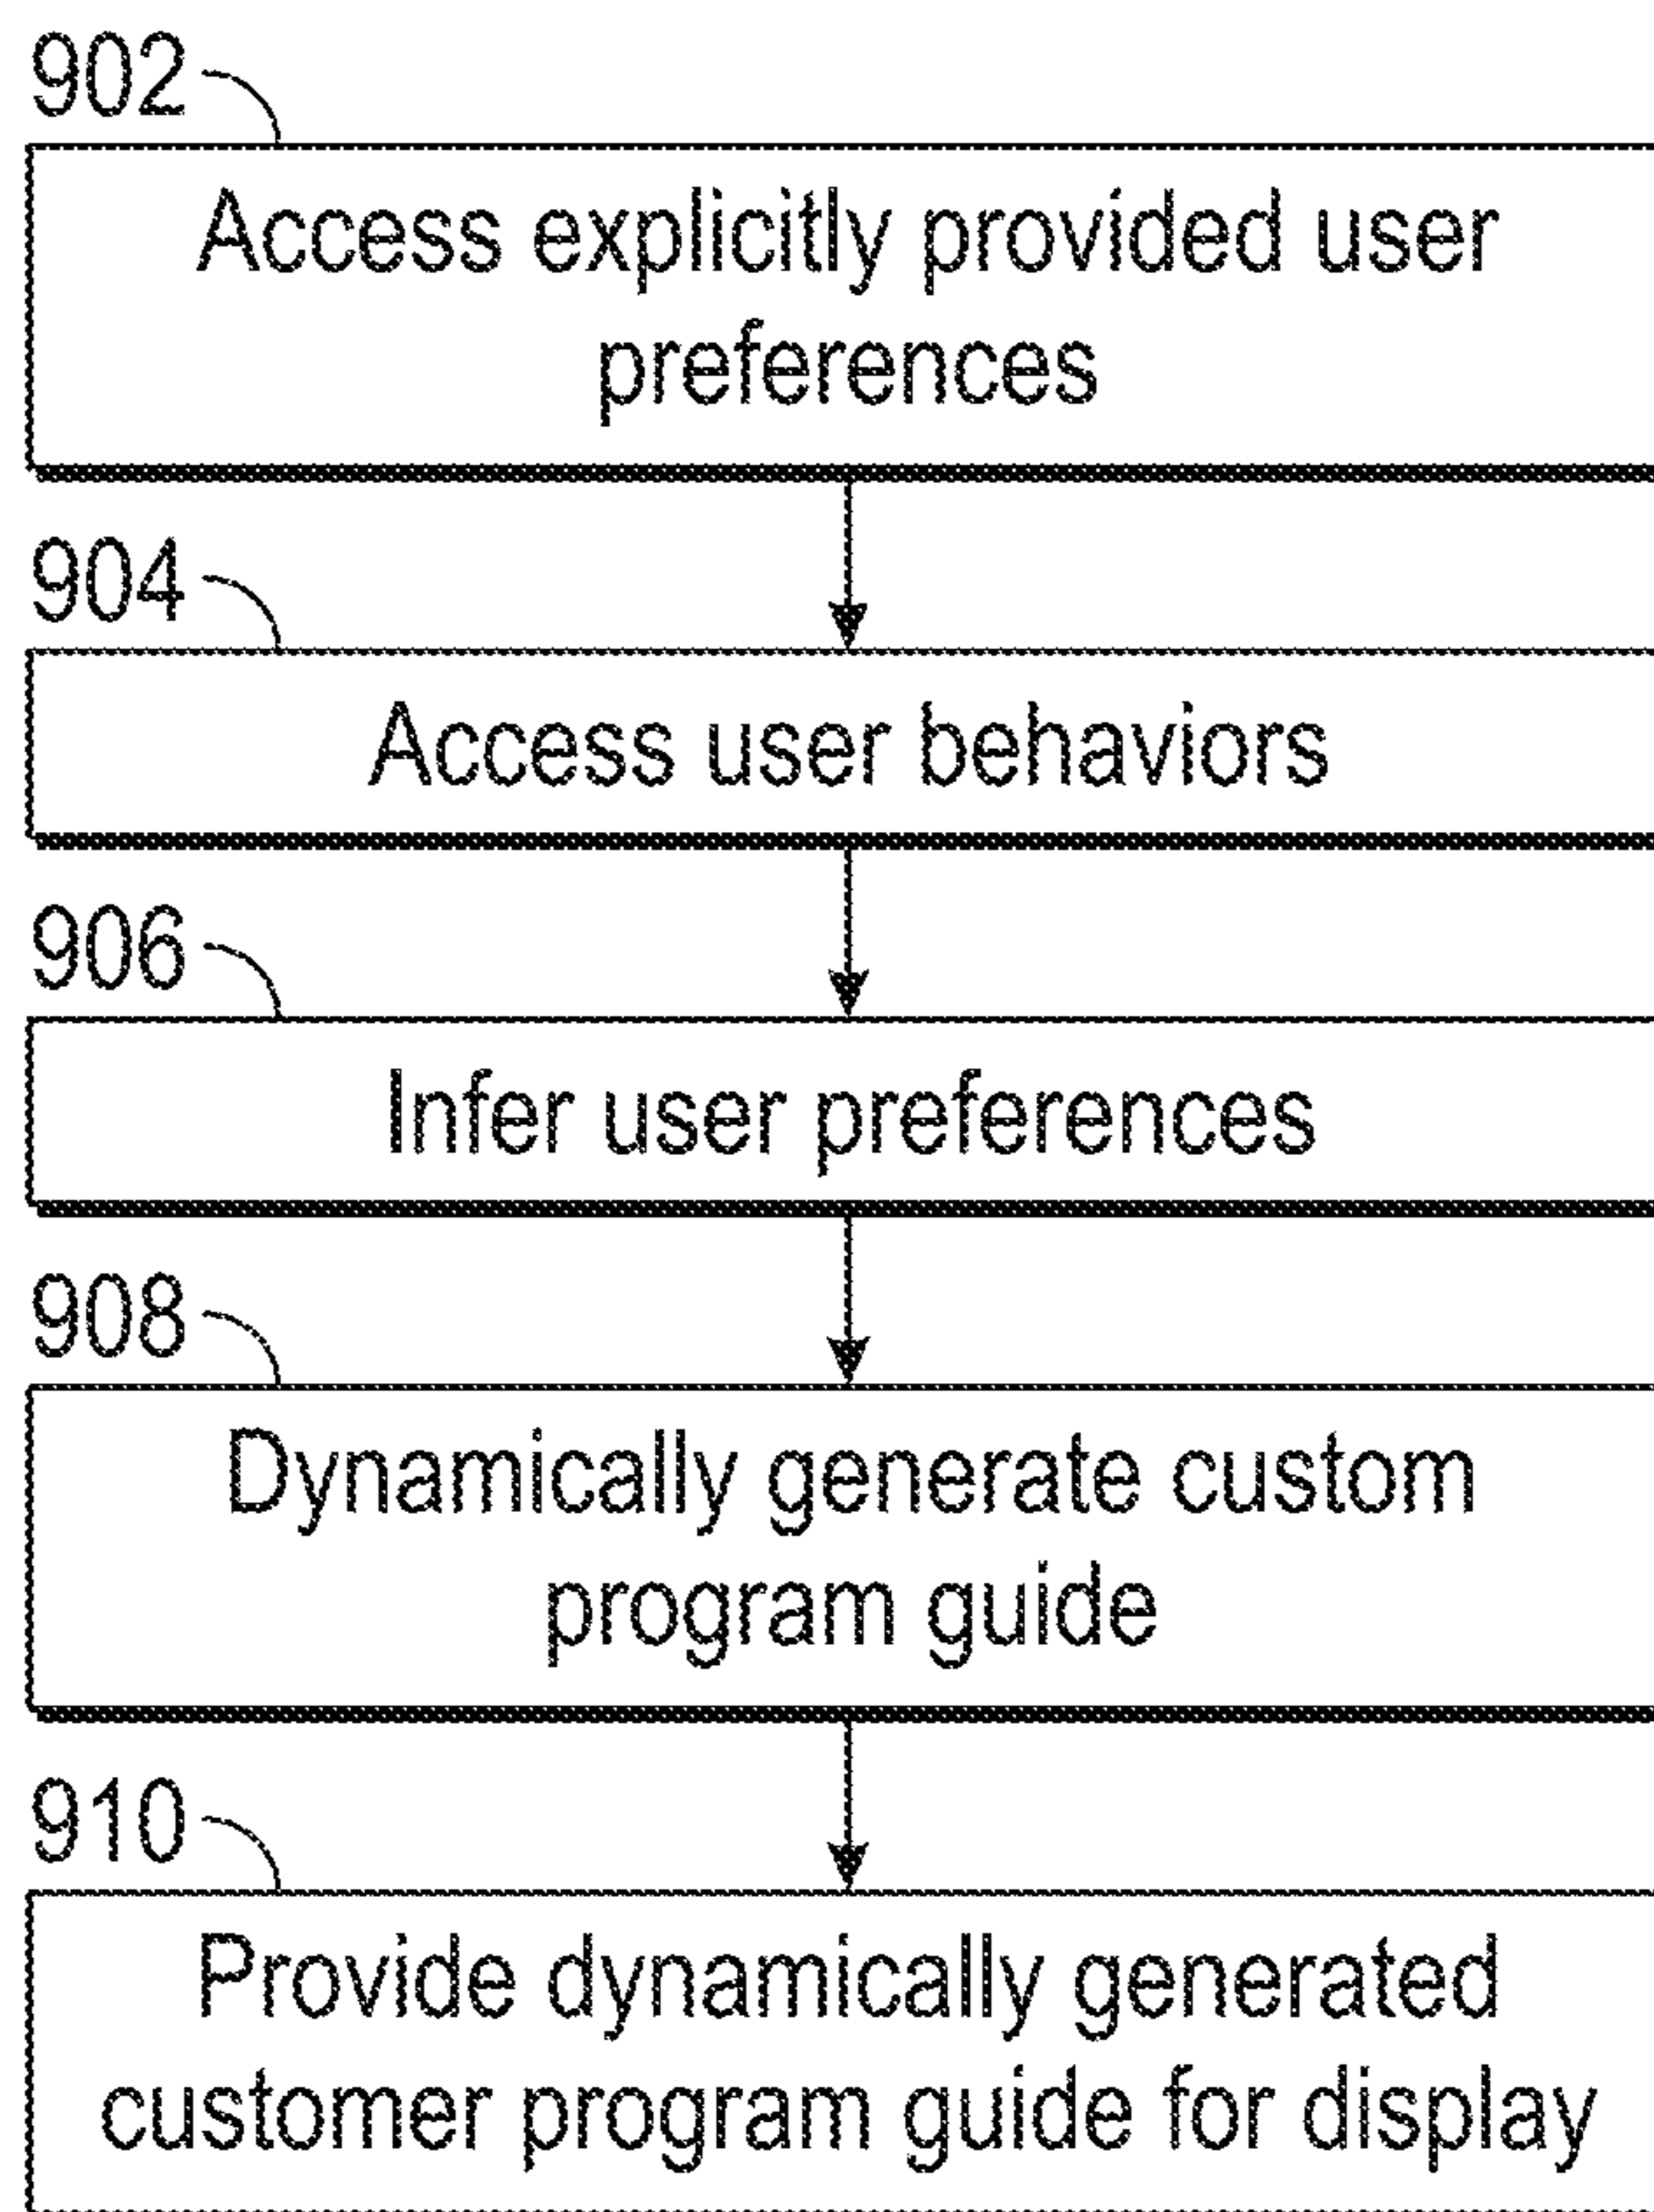 902
Access explicitly provided user
preferences
904
Access user behaviors
906
Infer user preferences
908
Dynamically generate custom
program guide
910
Provide dynamically generated
customer program guide for display